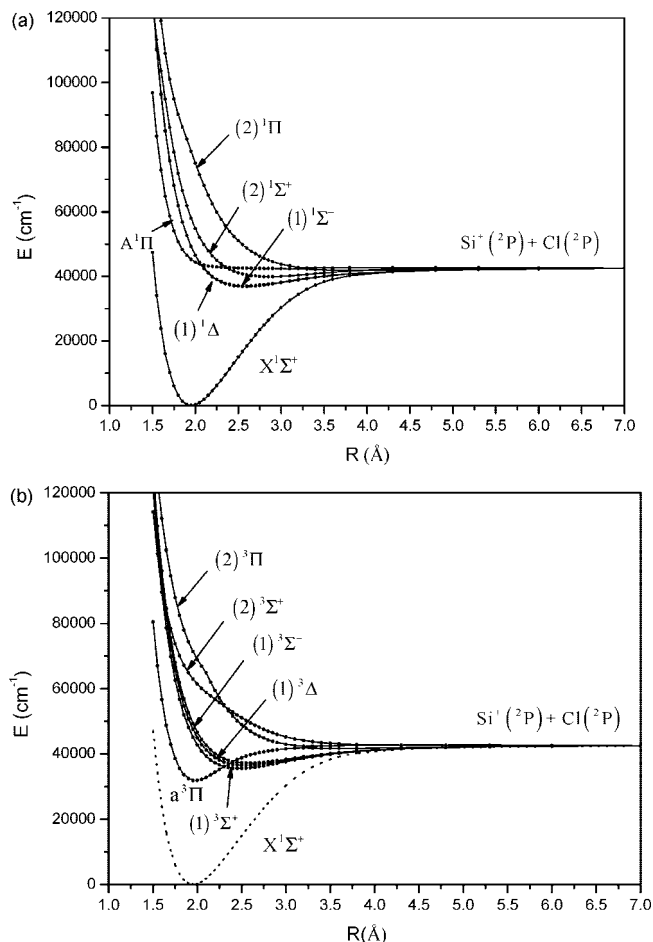 (a)
120000
100000
80000
60000
40000
20000
0
E (cm⁻¹)
(2)¹Π
(2)¹Σ⁺
(1)¹Σ⁻
A¹Π
Si⁺(²P) + Cl(²P)
(1)¹Δ
X¹Σ⁺
1.0 1.5 2.0 2.5 3.0 3.5 4.0 4.5 5.0 5.5 6.0 6.5 7.0
R (Å)
(b)
120000
100000
80000
60000
40000
20000
0
E (cm⁻¹)
(2)³Π
(2)³Σ⁺
(1)³Σ⁻
(1)³Δ
Si⁺(²P) + Cl(²P)
a³Π
(1)³Σ⁺
X¹Σ⁺
1.0 1.5 2.0 2.5 3.0 3.5 4.0 4.5 5.0 5.5 6.0 6.5 7.0
R(Å)